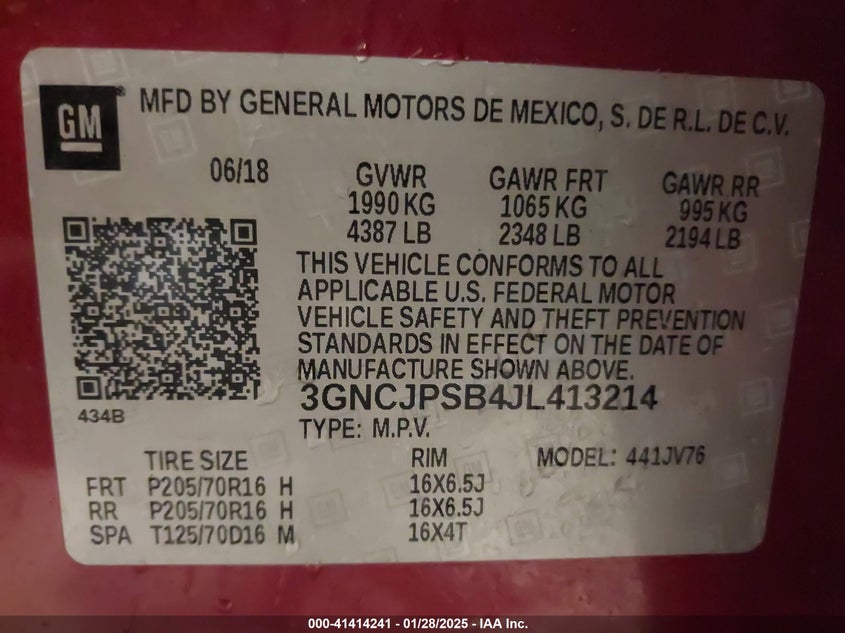 GM® MFD BY GENERAL MOTORS DE MEXICO, S. DE R.L. DE C.V.
06/18 GVWR GAWR FRT GAWR RR
1990 KG 1065 KG 995 KG
4387 LB 2348 LB 2194 LB
THIS VEHICLE CONFORMS TO ALL
APPLICABLE U.S. FEDERAL MOTOR
VEHICLE SAFETY AND THEFT PREVENTION
STANDARDS IN EFFECT ON THE DATE OF
MANUFACTURE SHOWN ABOVE.
3GNCJPSB4JL413214
434B
TYPE: M.P.V.
TIRE SIZE RIM MODEL: 441JV76
FRT P205/70R16 H 16X6.5J
RR P205/70R16 H 16X6.5J
SPA T125/70D16 M 16X4T
000-41414241 - 01/28/2025 - IAA Inc.